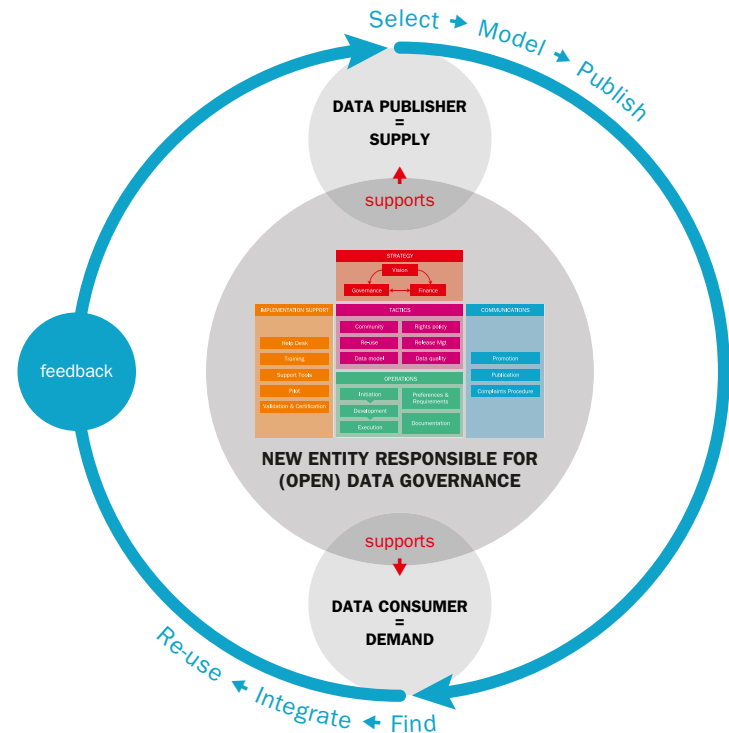 Select → Model → Publish
DATA PUBLISHER
=
SUPPLY
supports
STRATEGY
Vision
Governance
Finance
IMPLEMENTATION SUPPORT
Help Desk
Training
Support Tools
Pilot
Validation & Certification
TACTICS
Community
Rights policy
Re-use
Release Mgt
Data model
Data quality
OPERATIONS
Initiation
Development
Execution
Preferences &
Requirements
Documentation
COMMUNICATIONS
Promotion
Publication
Complaints Procedure
feedback
NEW ENTITY RESPONSIBLE FOR
(OPEN) DATA GOVERNANCE
supports
DATA CONSUMER
=
DEMAND
Re-use ← Integrate ← Find